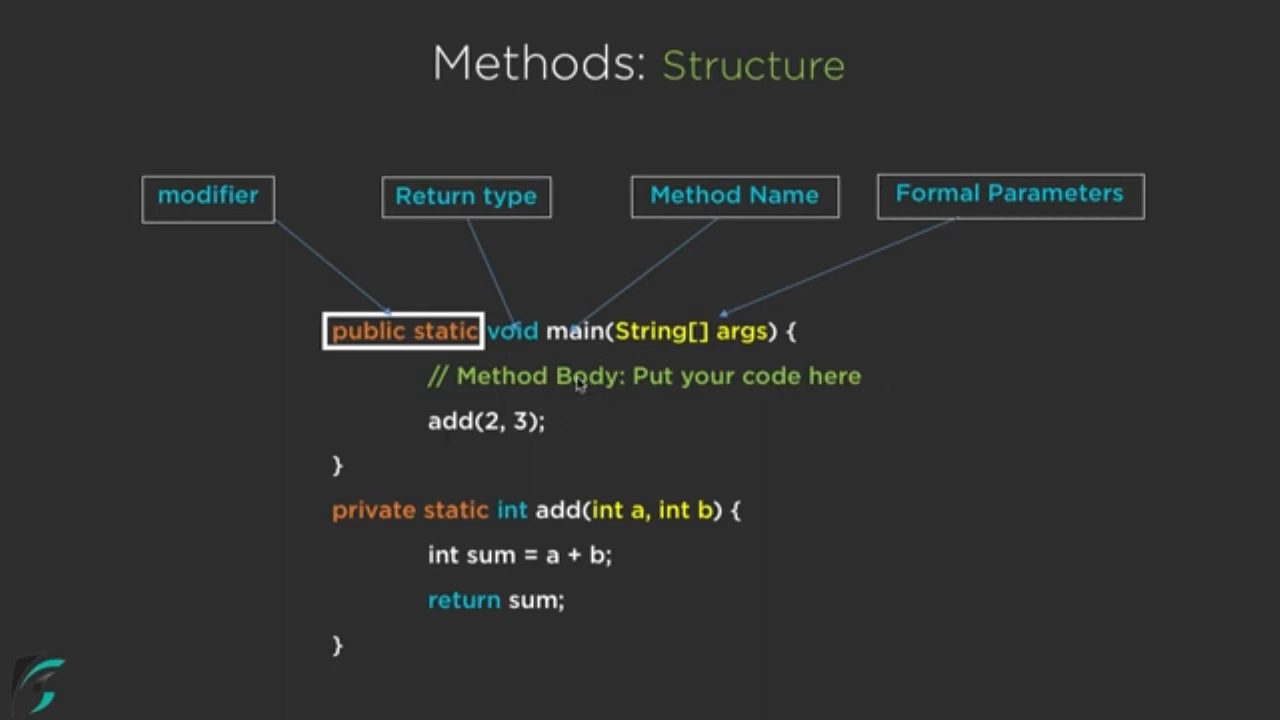 Methods: Structure
modifier
Return type
Method Name
Formal Parameters
public static void main(String[] args) {
// Method Body: Put your code here
add(2, 3);
}
private static int add(int a, int b) {
int sum = a + b;
return sum;
}